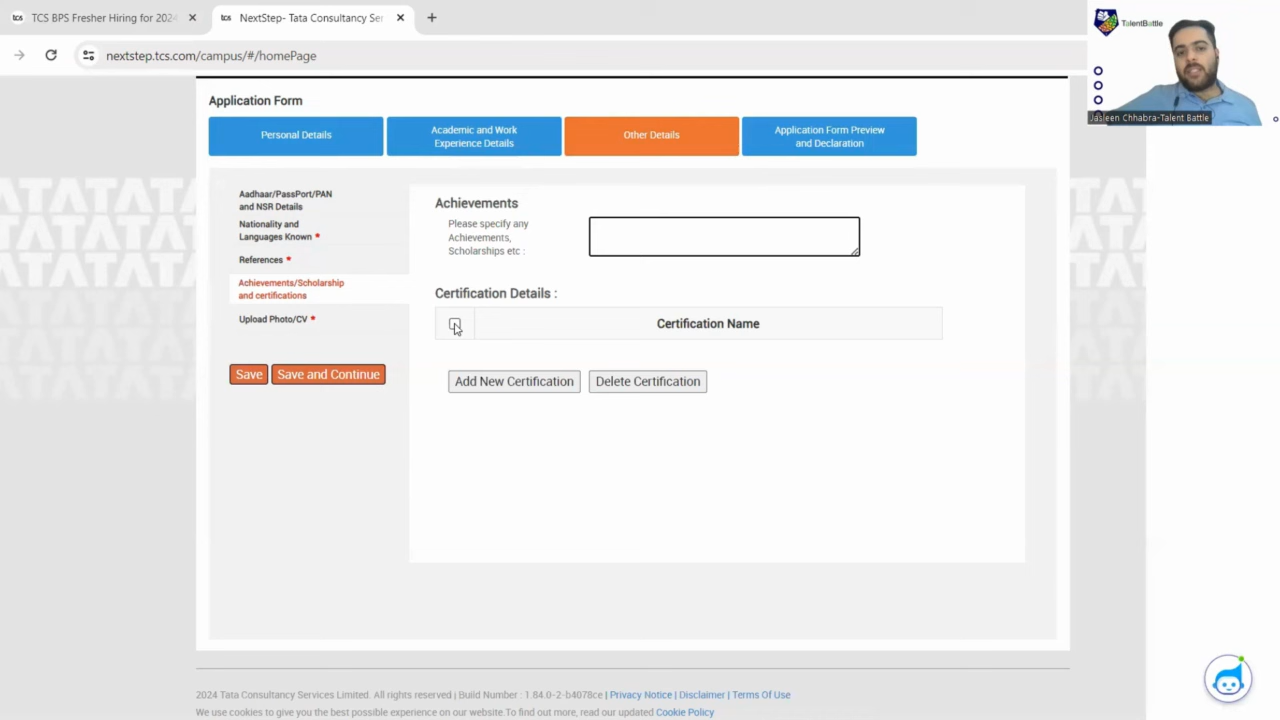 TCS BPS Fresher Hiring for 2024
NextStep- Tata Consultancy Ser
nextstep.tcs.com/campus/#/homePage
TalentBattle
Jasleen Chhabra-Talent Battle
Application Form
Personal Details
Academic and Work
Experience Details
Other Details
Application Form Preview
and Declaration
Aadhaar/PassPort/PAN
and NSR Details
Nationality and
Languages Known *
References *
Achievements/Scholarship
and certifications
Upload Photo/CV *
Save
Save and Continue
Achievements
Please specify any
Achievements,
Scholarships etc :
Certification Details :
Certification Name
Add New Certification
Delete Certification
2024 Tata Consultancy Services Limited. All rights reserved | Build Number : 1.84.0-2-b4078ce | Privacy Notice | Disclaimer | Terms Of Use
We use cookies to give you the best possible experience on our website.To find out more, read our updated Cookie Policy